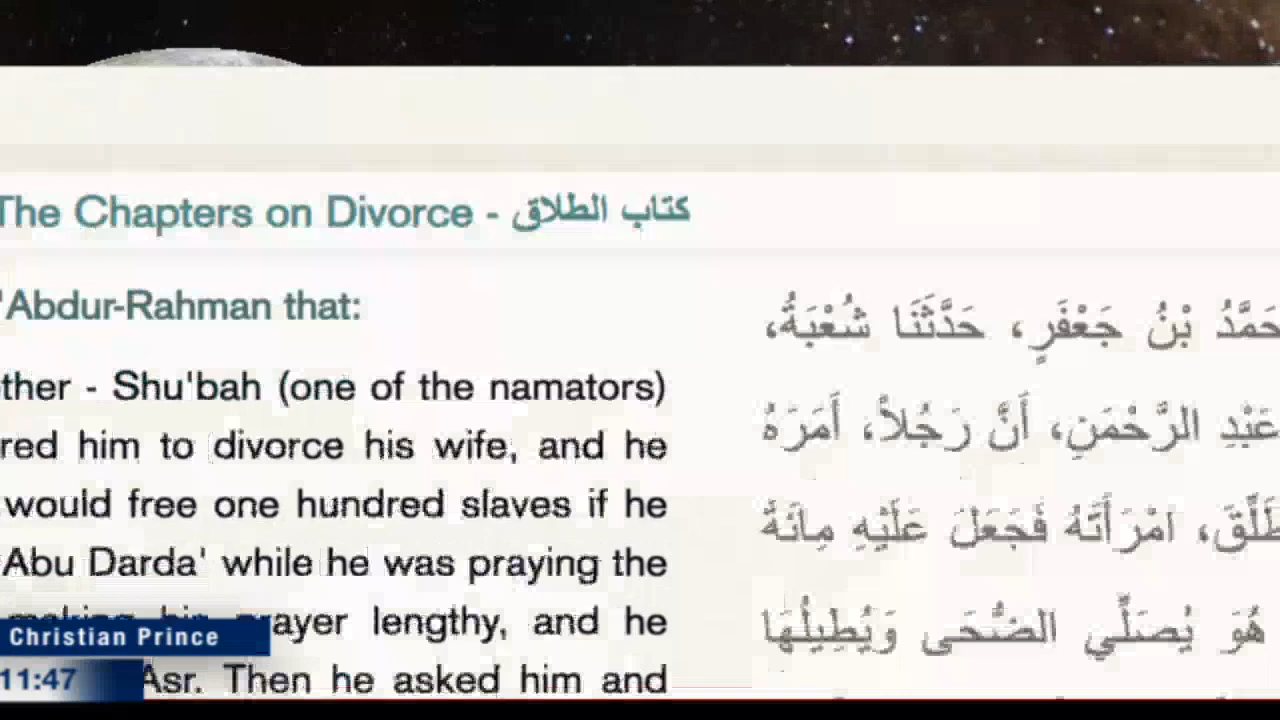 The Chapters on Divorce - كتاب الطلاق
'Abdur-Rahman that:
ther - Shu'bah (one of the namators)
red him to divorce his wife, and he
would free one hundred slaves if he
Abu Darda' while he was praying the
making his prayer lengthy, and he
Asr. Then he asked him and
حَمَّدُ بْنُ جَعْفَرٍ، حَدَّثَنَا شُعْبَةُ،
عَبْدِ الرَّحْمَنِ، أَنَّ رَجُلاً، أَمَرَهُ
طَلِّقَ، امْرَأَتَهُ فَجَعَلَ عَلَيْهِ مِائَةَ
هُوَ يُصَلِّي الضُّحَى وَيُطِيلُهَا
Christian Prince
11:47